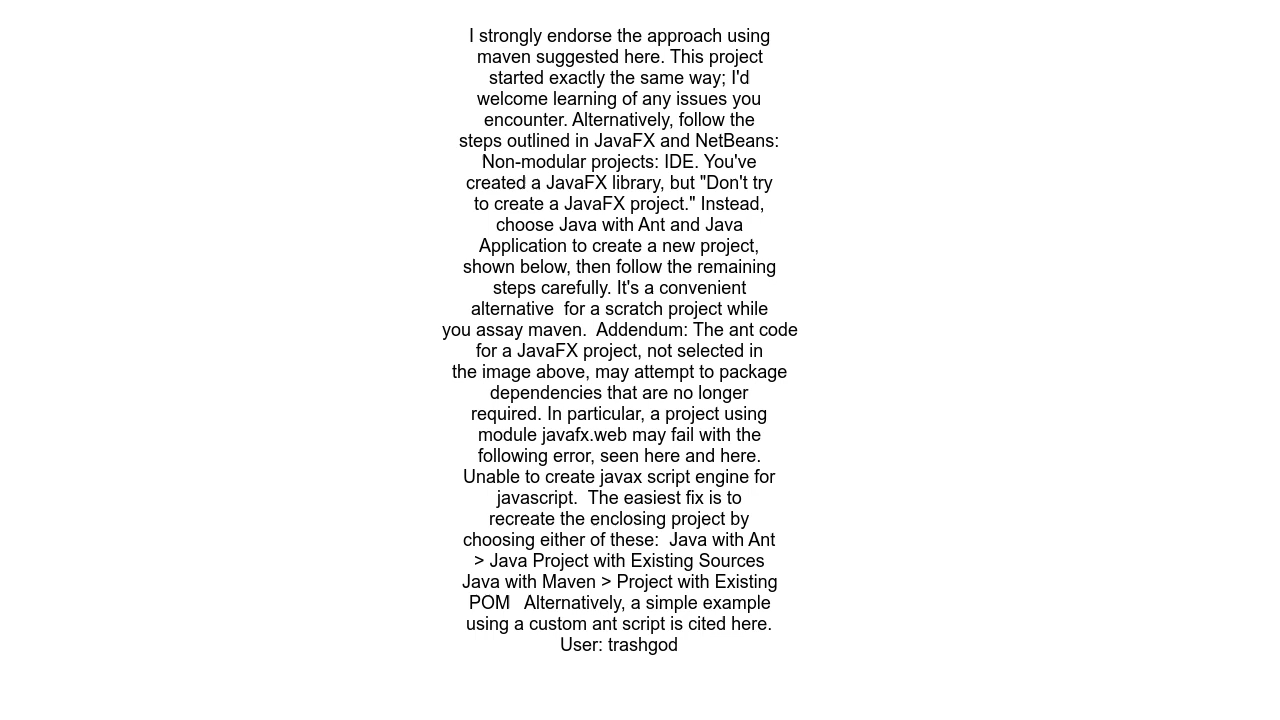 I strongly endorse the approach using
maven suggested here. This project
started exactly the same way; I'd
welcome learning of any issues you
encounter. Alternatively, follow the
steps outlined in JavaFX and NetBeans:
Non-modular projects: IDE. You've
created a JavaFX library, but "Don't try
to create a JavaFX project." Instead,
choose Java with Ant and Java
Application to create a new project,
shown below, then follow the remaining
steps carefully. It's a convenient
alternative  for a scratch project while
you assay maven.  Addendum: The ant code
for a JavaFX project, not selected in
the image above, may attempt to package
dependencies that are no longer
required. In particular, a project using
module javafx.web may fail with the
following error, seen here and here.
Unable to create javax script engine for
javascript.  The easiest fix is to
recreate the enclosing project by
choosing either of these:  Java with Ant
> Java Project with Existing Sources
Java with Maven > Project with Existing
POM   Alternatively, a simple example
using a custom ant script is cited here.
User: trashgod